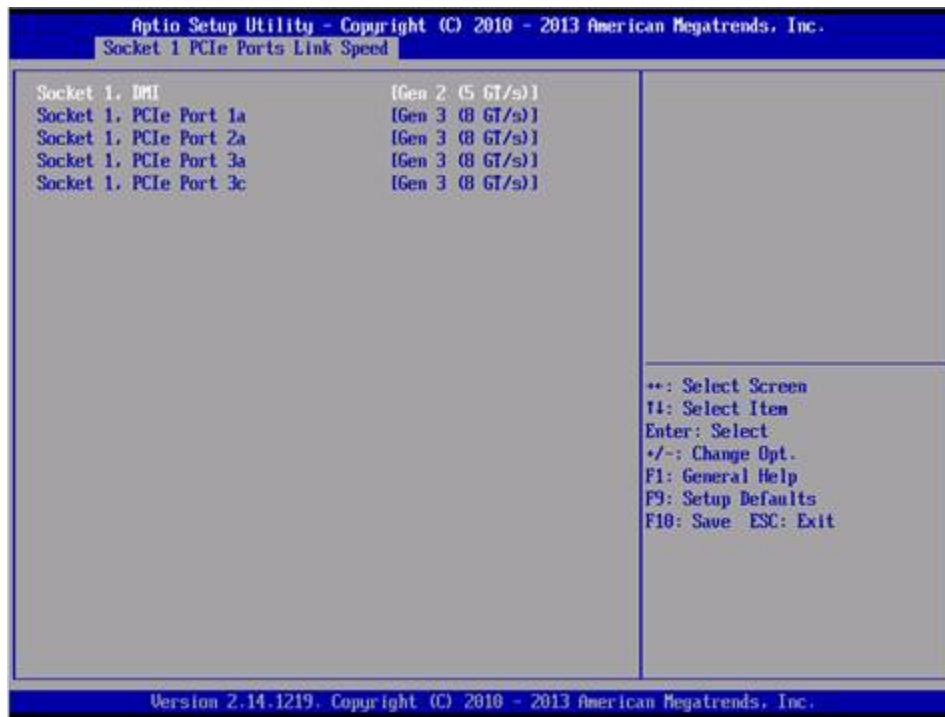 Aptio Setup Utility - Copyright (C) 2010 - 2013 American Megatrends, Inc.
Socket 1 PCIe Ports Link Speed
Socket 1, DMI [Gen 2 (5 GT/s)]
Socket 1, PCIe Port 1a [Gen 3 (8 GT/s)]
Socket 1, PCIe Port 2a [Gen 3 (8 GT/s)]
Socket 1, PCIe Port 3a [Gen 3 (8 GT/s)]
Socket 1, PCIe Port 3c [Gen 3 (8 GT/s)]
→←: Select Screen
↑↓: Select Item
Enter: Select
+/-: Change Opt.
F1: General Help
F9: Setup Defaults
F10: Save ESC: Exit
Version 2.14.1219. Copyright (C) 2010 - 2013 American Megatrends, Inc.